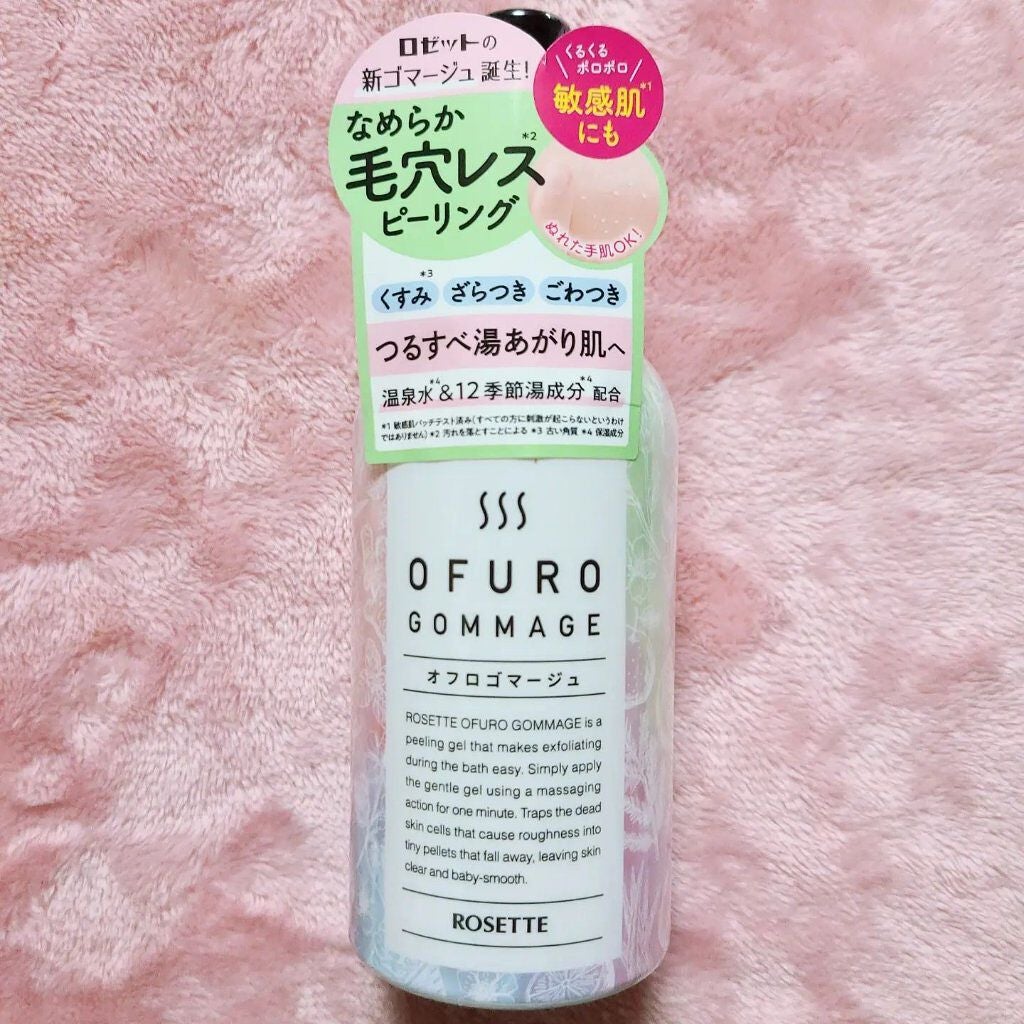 ロゼットの
新ゴマージュ誕生!
なめらか
毛穴レス*2
ピーリング
くるくる
ポロポロ
敏感肌*1
にも
ぬれた手肌OK!
くすみ*3 ざらつき ごわつき
つるすべ湯あがり肌へ
温泉水*4&12季節湯成分*4配合
*1 敏感肌パッチテスト済み(すべての方に刺激が起こらないというわけ
ではありません) *2 汚れを落とすことによる *3 古い角質 *4 保湿成分
OFURO
GOMMAGE
オフロゴマージュ
ROSETTE OFURO GOMMAGE is a
peeling gel that makes exfoliating
during the bath easy. Simply apply
the gentle gel using a massaging
action for one minute. Traps the dead
skin cells that cause roughness into
tiny pellets that fall away, leaving skin
clear and baby-smooth.
ROSETTE